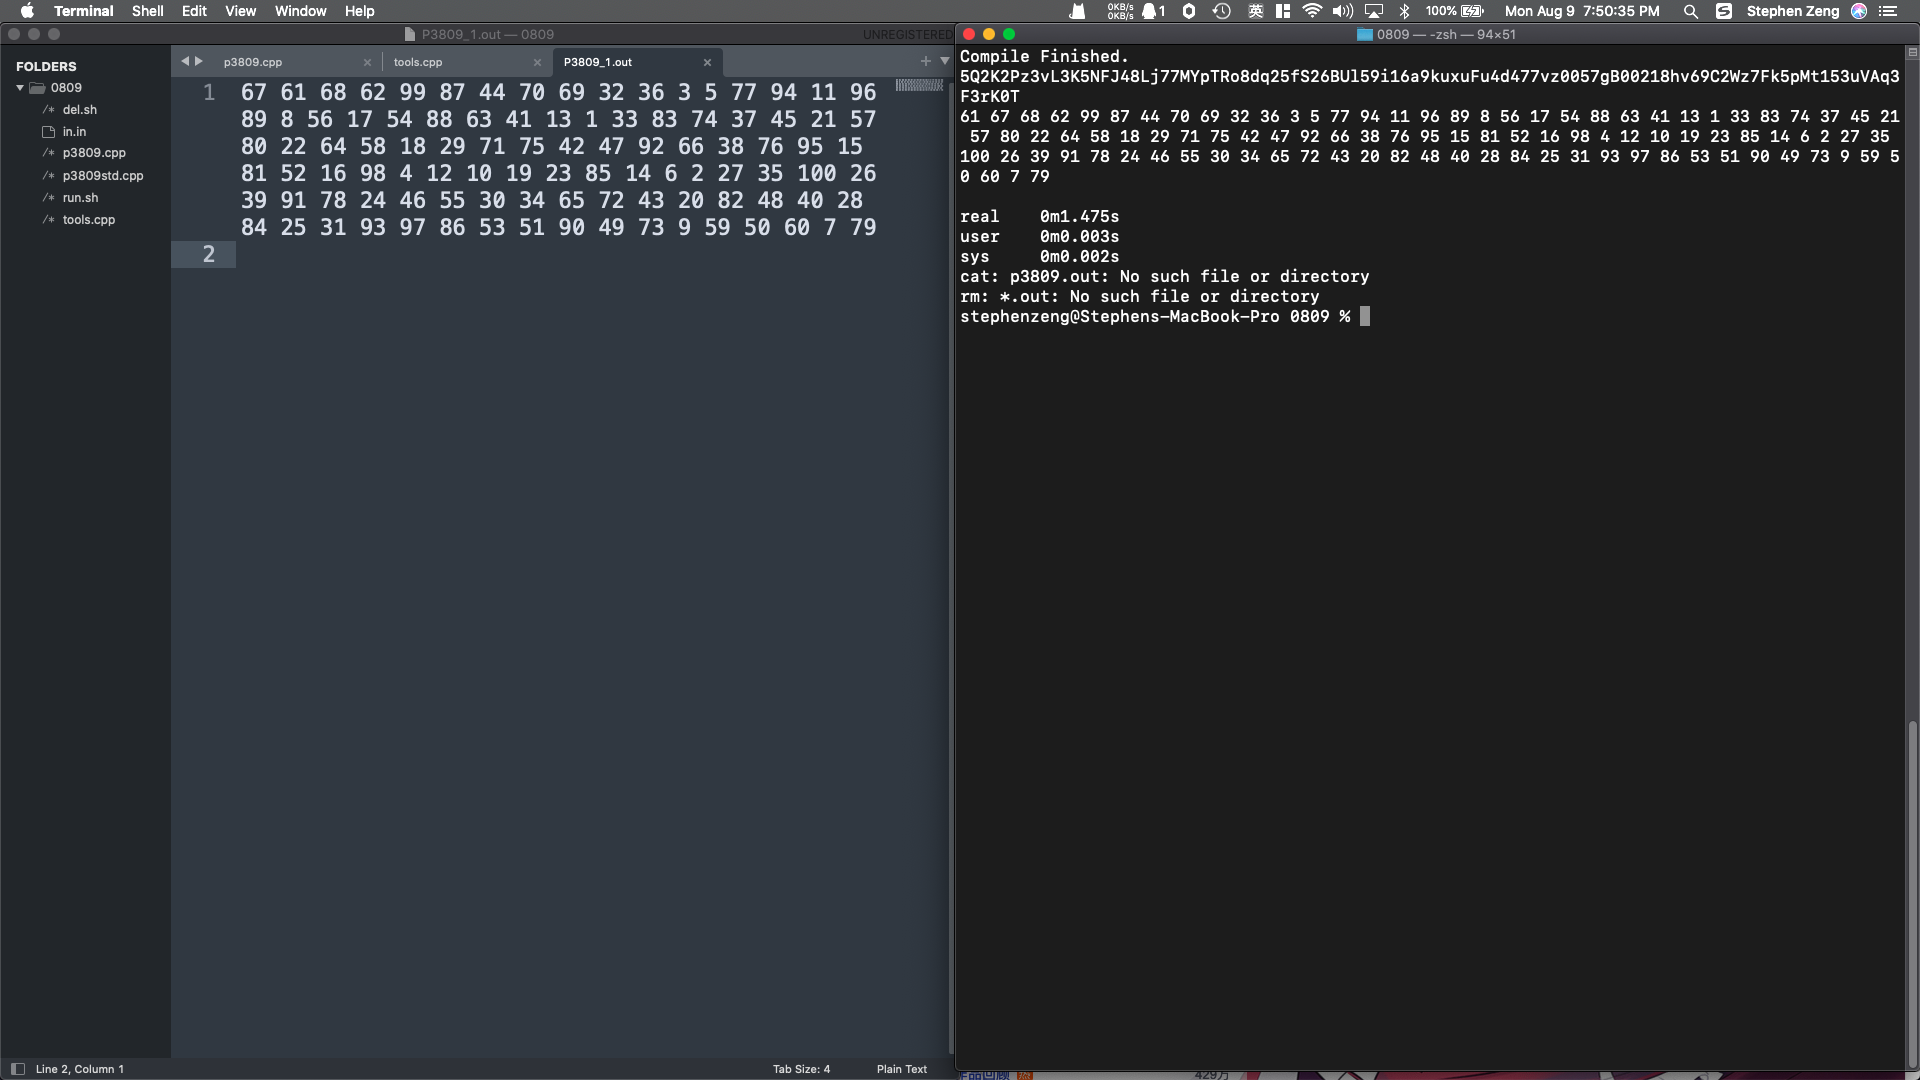 Terminal Shell Edit View Window Help
0KB/s
0KB/s
1 英 100% Mon Aug 9 7:50:35 PM Stephen Zeng
P3809_1.out — 0809 UNREGISTERED
0809 — -zsh — 94×51
FOLDERS
0809
/* del.sh
in.in
/* p3809.cpp
/* p3809std.cpp
/* run.sh
/* tools.cpp
p3809.cpp × tools.cpp × P3809_1.out ×
1 67 61 68 62 99 87 44 70 69 32 36 3 5 77 94 11 96
89 8 56 17 54 88 63 41 13 1 33 83 74 37 45 21 57
80 22 64 58 18 29 71 75 42 47 92 66 38 76 95 15
81 52 16 98 4 12 10 19 23 85 14 6 2 27 35 100 26
39 91 78 24 46 55 30 34 65 72 43 20 82 48 40 28
84 25 31 93 97 86 53 51 90 49 73 9 59 50 60 7 79
2
Line 2, Column 1 Tab Size: 4 Plain Text
Compile Finished.
5Q2K2Pz3vL3K5NFJ48Lj77MYpTRo8dq25fS26BUl59i16a9kuxuFu4d477vz0057gB00218hv69C2Wz7Fk5pMt153uVAq3
F3rK0T
61 67 68 62 99 87 44 70 69 32 36 3 5 77 94 11 96 89 8 56 17 54 88 63 41 13 1 33 83 74 37 45 21
57 80 22 64 58 18 29 71 75 42 47 92 66 38 76 95 15 81 52 16 98 4 12 10 19 23 85 14 6 2 27 35
100 26 39 91 78 24 46 55 30 34 65 72 43 20 82 48 40 28 84 25 31 93 97 86 53 51 90 49 73 9 59 5
0 60 7 79
real 0m1.475s
user 0m0.003s
sys 0m0.002s
cat: p3809.out: No such file or directory
rm: *.out: No such file or directory
stephenzeng@Stephens-MacBook-Pro 0809 %